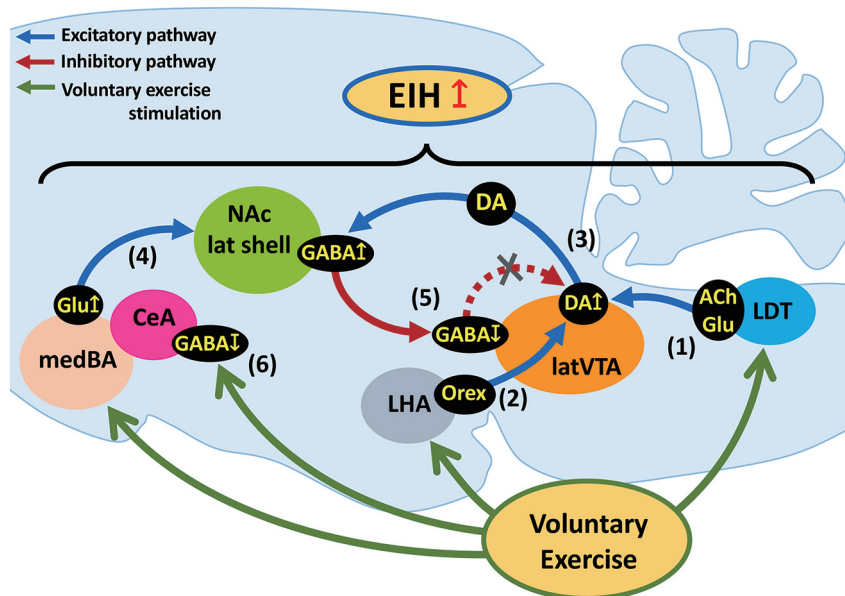 Excitatory pathway
Inhibitory pathway
Voluntary exercise
stimulation
EIH ↑
DA
NAc
lat shell
GABA↑
(3)
(4)
(5)
Glu↑
CeA
DA↑
ACh
Glu
LDT
medBA
GABA↓
(6)
GABA↓
latVTA
(1)
LHA
Orex
(2)
Voluntary
Exercise